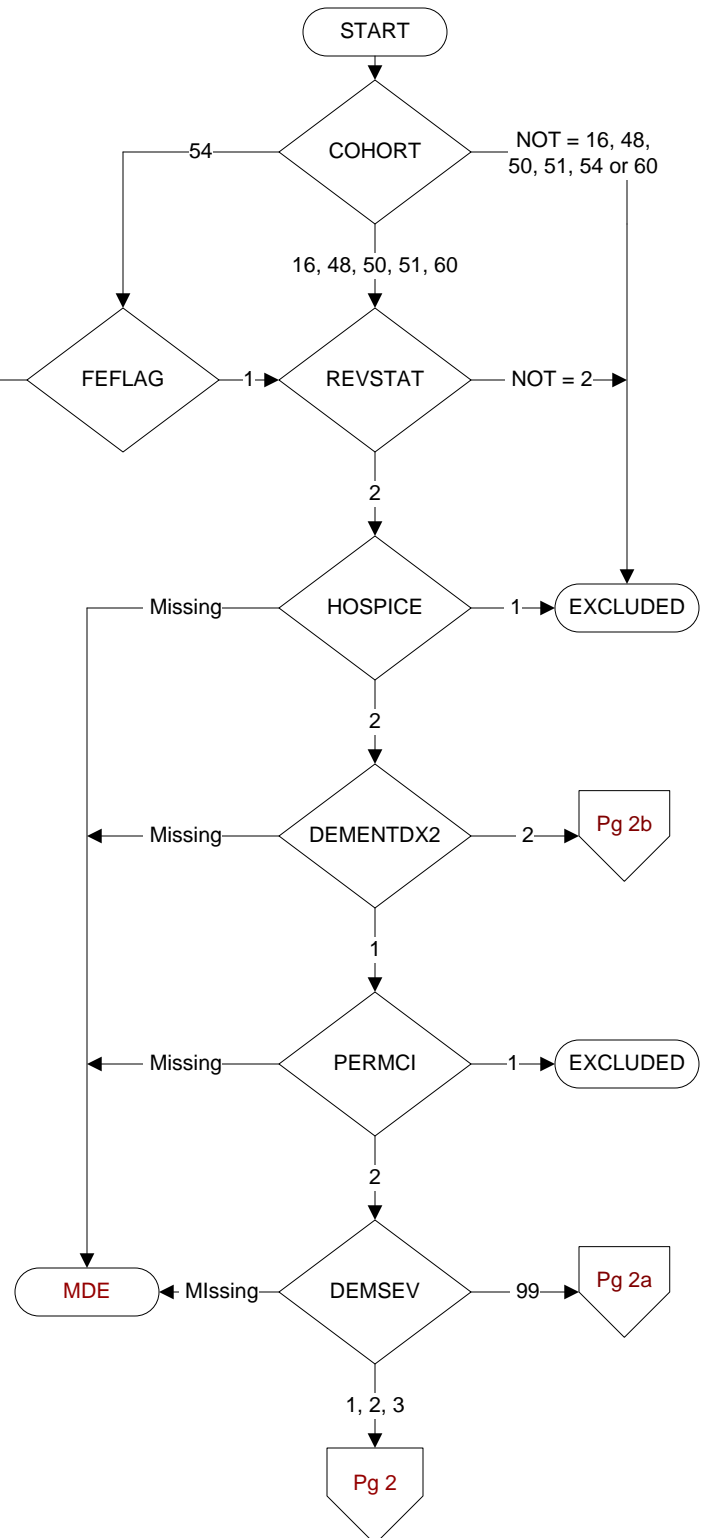 START
COHORT
54
NOT = 16, 48,
50, 51, 54 or 60
16, 48, 50, 51, 60
FEFLAG
1
REVSTAT
NOT = 2
2
Missing
HOSPICE
1
EXCLUDED
2
Missing
DEMENTDX2
2
Pg 2b
1
Missing
PERMCI
1
EXCLUDED
2
MDE
MIssing
DEMSEV
99
Pg 2a
1, 2, 3
Pg 2